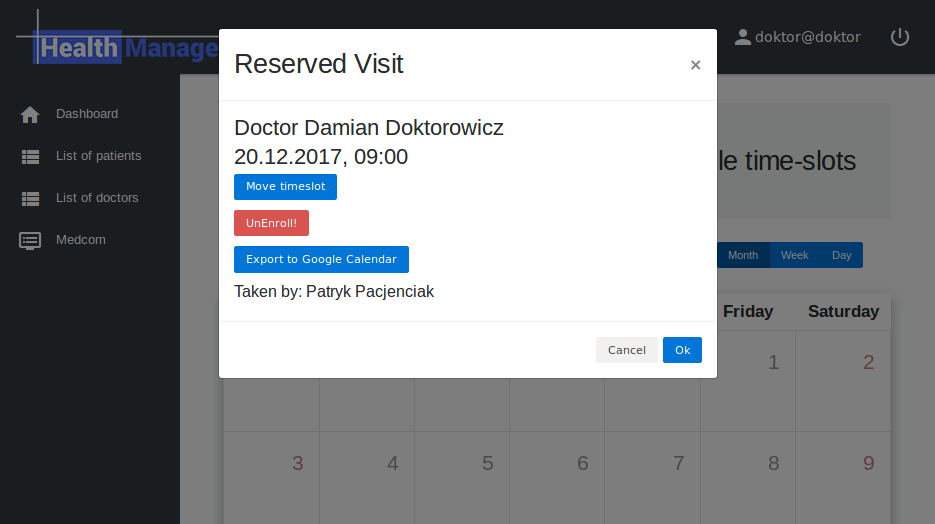 Health Manage
doktor@doktor
Dashboard
List of patients
List of doctors
Medcom
Reserved Visit
×
Doctor Damian Doktorowicz
20.12.2017, 09:00
Move timeslot
UnEnroll!
Export to Google Calendar
Taken by: Patryk Pacjenciak
Cancel Ok
le time-slots
Month Week Day
Friday Saturday
1 2
3 4 5 6 7 8 9